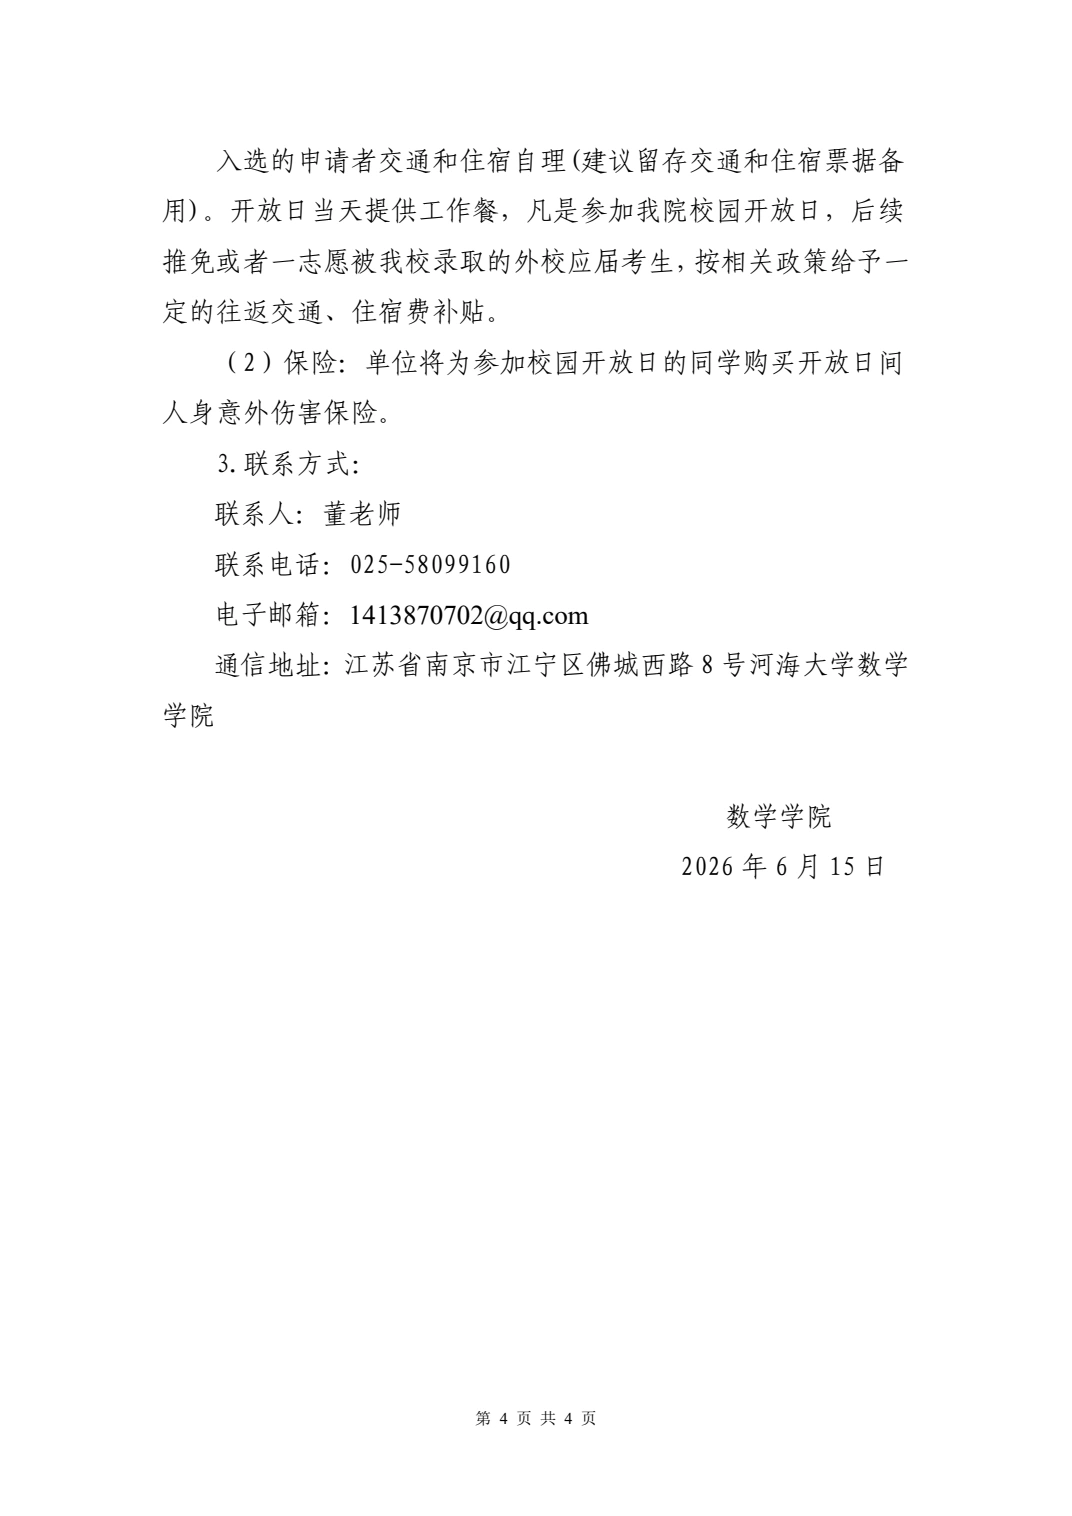 入选的申请者交通和住宿自理(建议留存交通和住宿票据备
用)。开放日当天提供工作餐，凡是参加我院校园开放日，后续
推免或者一志愿被我校录取的外校应届考生,按相关政策给予一
定的往返交通、住宿费补贴。
（2）保险：单位将为参加校园开放日的同学购买开放日间
人身意外伤害保险。
3.联系方式：
联系人：董老师
联系电话：025-58099160
电子邮箱：1413870702@qq.com
通信地址：江苏省南京市江宁区佛城西路 8 号河海大学数学
学院
数学学院
2026 年 6 月 15 日
第 4 页 共 4 页